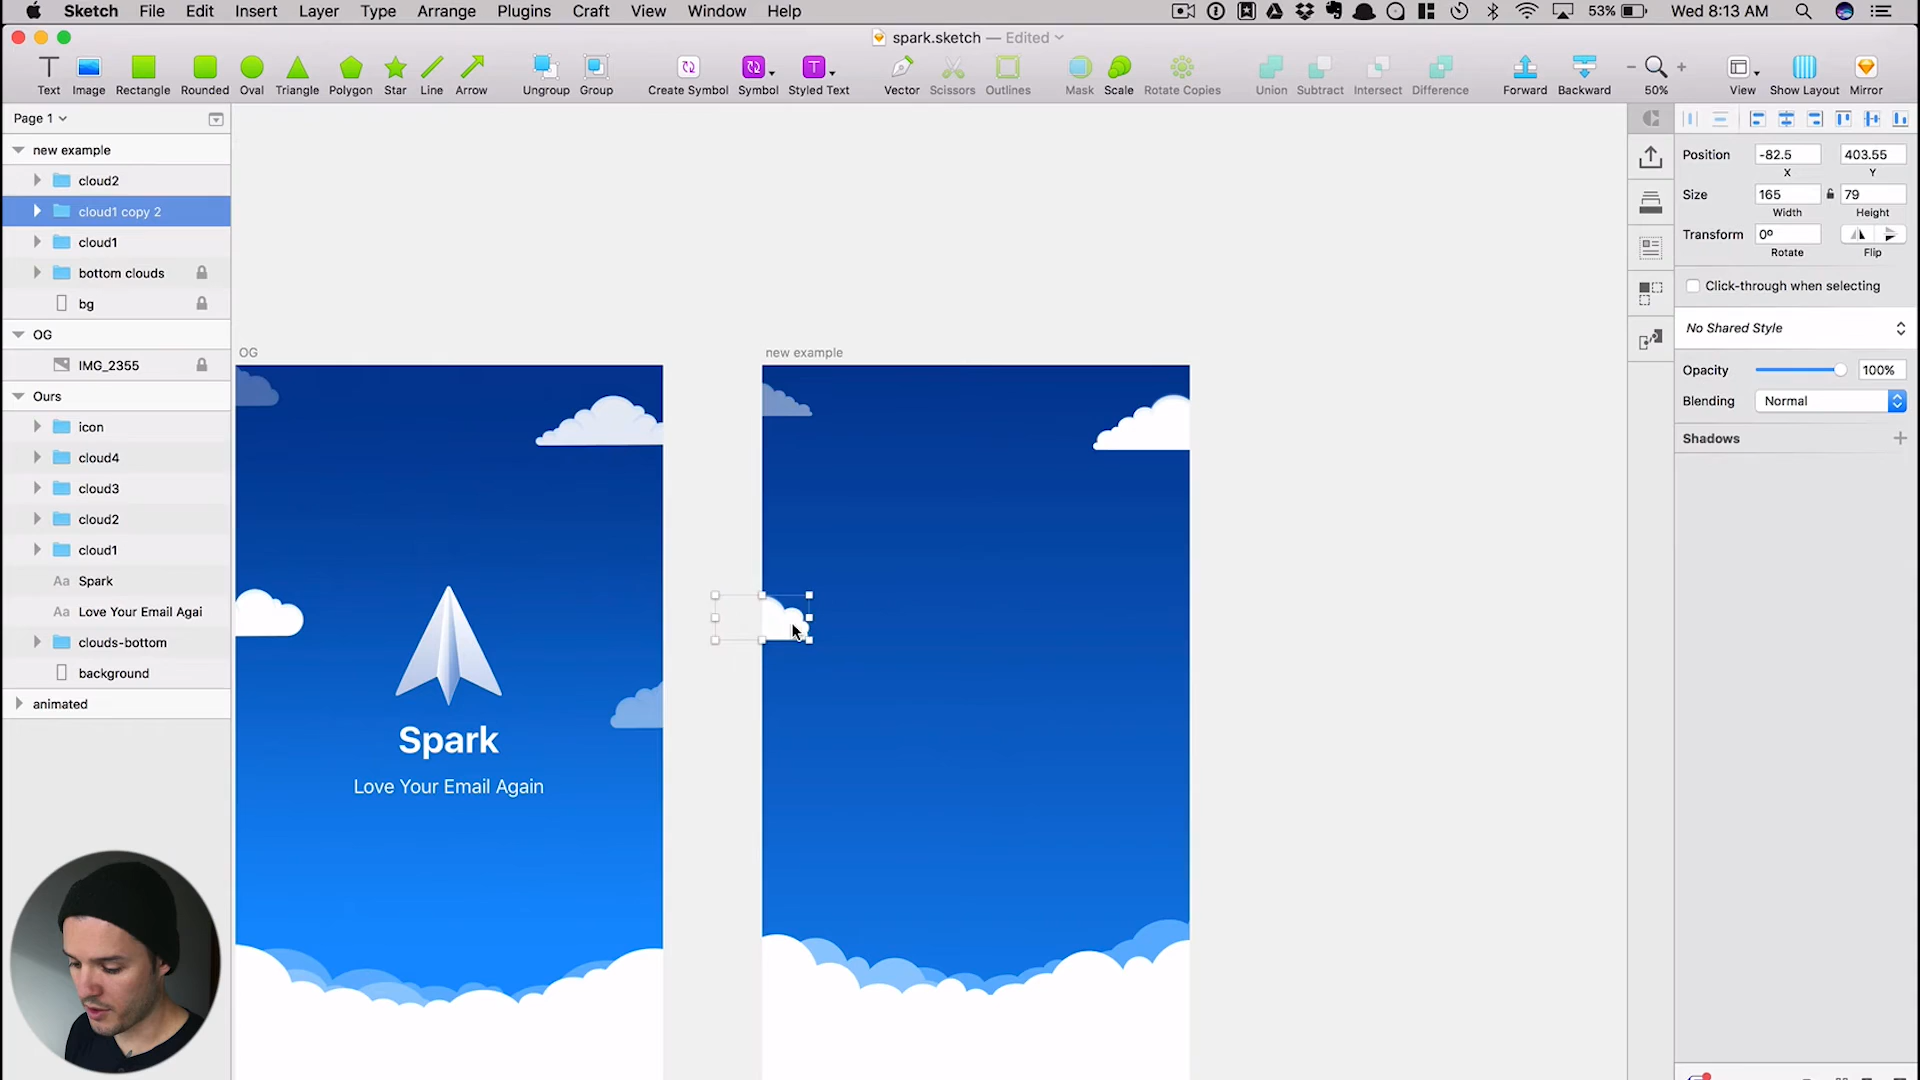 Sketch File Edit Insert Layer Type Arrange Plugins Craft View Window Help 53% Wed 8:13 AM
spark.sketch — Edited
Text Image Rectangle Rounded Oval Triangle Polygon Star Line Arrow Ungroup Group Create Symbol Symbol Styled Text Vector Scissors Outlines Mask Scale Rotate Copies Union Subtract Intersect Difference Forward Backward 50% View Show Layout Mirror
Page 1
new example
cloud2
cloud1 copy 2
cloud1
bottom clouds
bg
OG
IMG_2355
Ours
icon
cloud4
cloud3
cloud2
cloud1
Aa Spark
Aa Love Your Email Agai
clouds-bottom
background
animated
OG
Spark
Love Your Email Again
new example
Position -82.5 403.55
X Y
Size 165 79
Width Height
Transform 0º
Rotate Flip
Click-through when selecting
No Shared Style
Opacity 100%
Blending Normal
Shadows